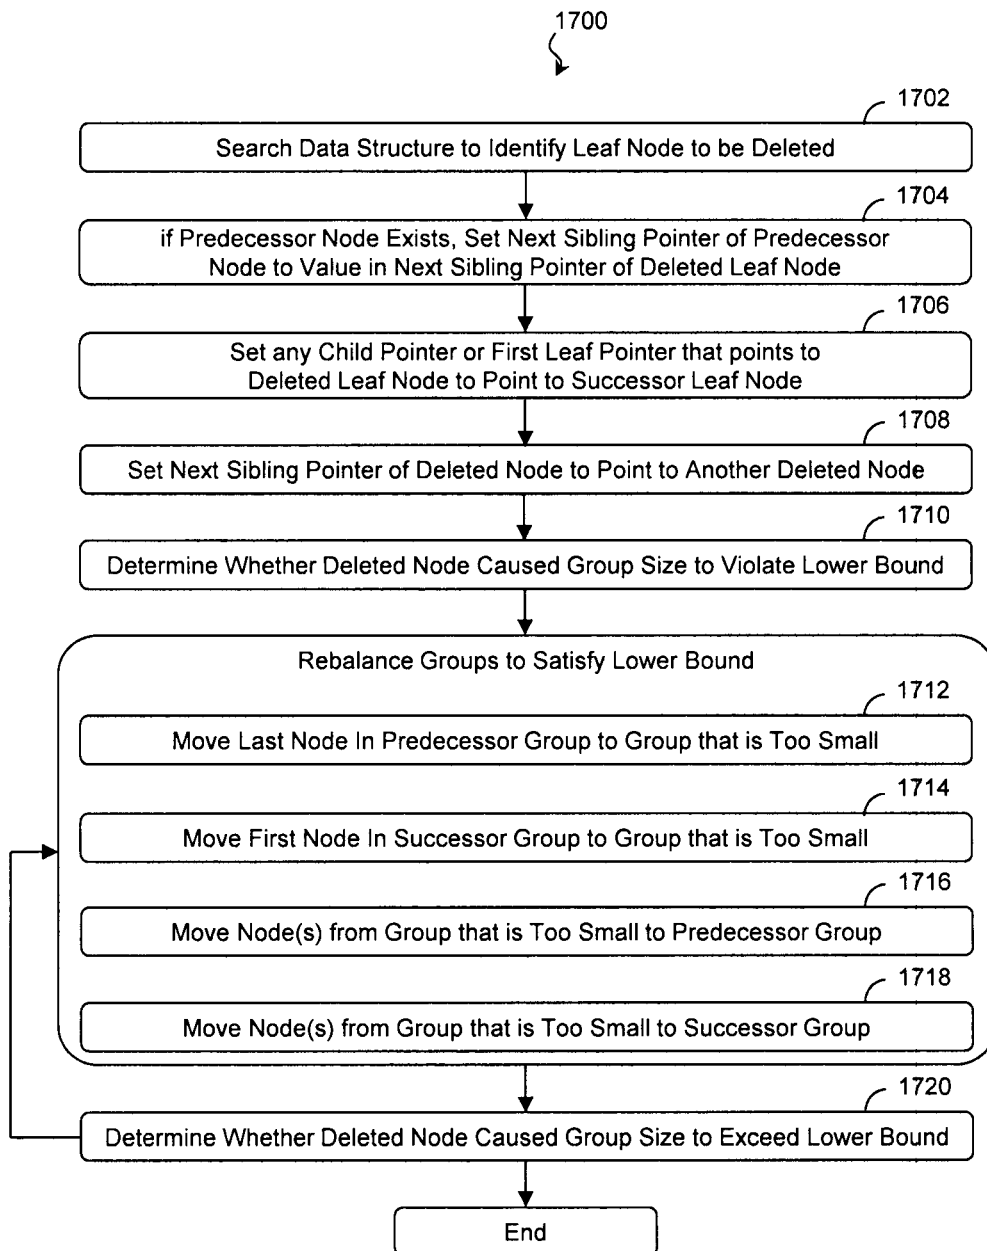 1700
1702
Search Data Structure to Identify Leaf Node to be Deleted
1704
if Predecessor Node Exists, Set Next Sibling Pointer of Predecessor
Node to Value in Next Sibling Pointer of Deleted Leaf Node
1706
Set any Child Pointer or First Leaf Pointer that points to
Deleted Leaf Node to Point to Successor Leaf Node
1708
Set Next Sibling Pointer of Deleted Node to Point to Another Deleted Node
1710
Determine Whether Deleted Node Caused Group Size to Violate Lower Bound
Rebalance Groups to Satisfy Lower Bound
1712
Move Last Node In Predecessor Group to Group that is Too Small
1714
Move First Node In Successor Group to Group that is Too Small
1716
Move Node(s) from Group that is Too Small to Predecessor Group
1718
Move Node(s) from Group that is Too Small to Successor Group
1720
Determine Whether Deleted Node Caused Group Size to Exceed Lower Bound
End